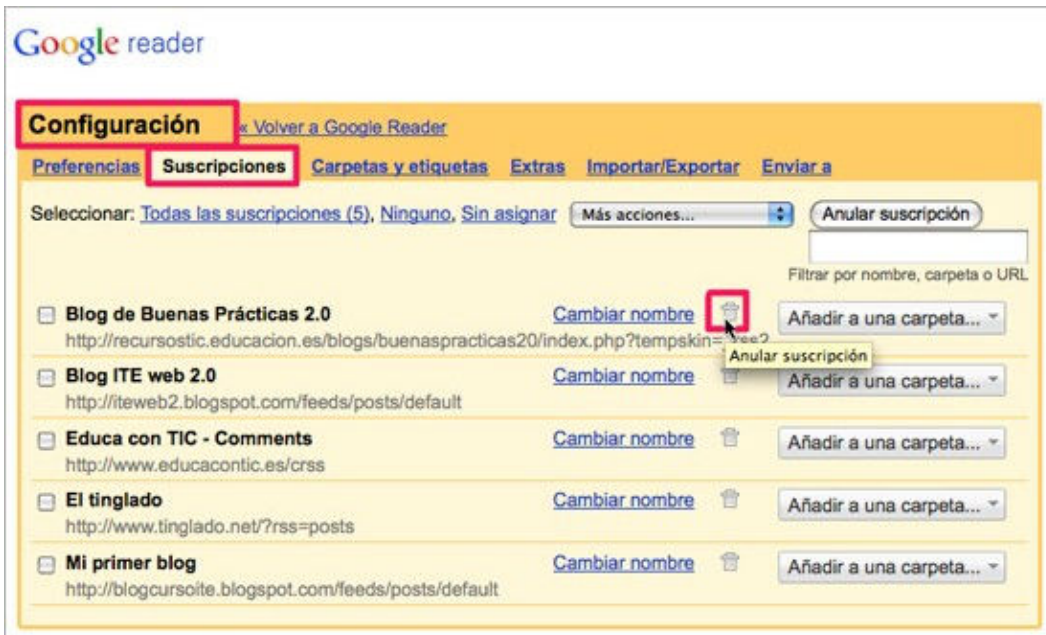 Google reader
Configuración « Volver a Google Reader
Preferencias Suscripciones Carpetas y etiquetas Extras Importar/Exportar Enviar a
Seleccionar: Todas las suscripciones (5), Ninguno, Sin asignar Más acciones... Anular suscripción
Filtrar por nombre, carpeta o URL
Blog de Buenas Prácticas 2.0 Cambiar nombre Añadir a una carpeta...
http://recursostic.educacion.es/blogs/buenaspracticas20/index.php?tempskin=_rss2
Anular suscripción
Blog ITE web 2.0 Cambiar nombre Añadir a una carpeta...
http://iteweb2.blogspot.com/feeds/posts/default
Educa con TIC - Comments Cambiar nombre Añadir a una carpeta...
http://www.educacontic.es/crss
El tinglado Cambiar nombre Añadir a una carpeta...
http://www.tinglado.net/?rss=posts
Mi primer blog Cambiar nombre Añadir a una carpeta...
http://blogcursoite.blogspot.com/feeds/posts/default